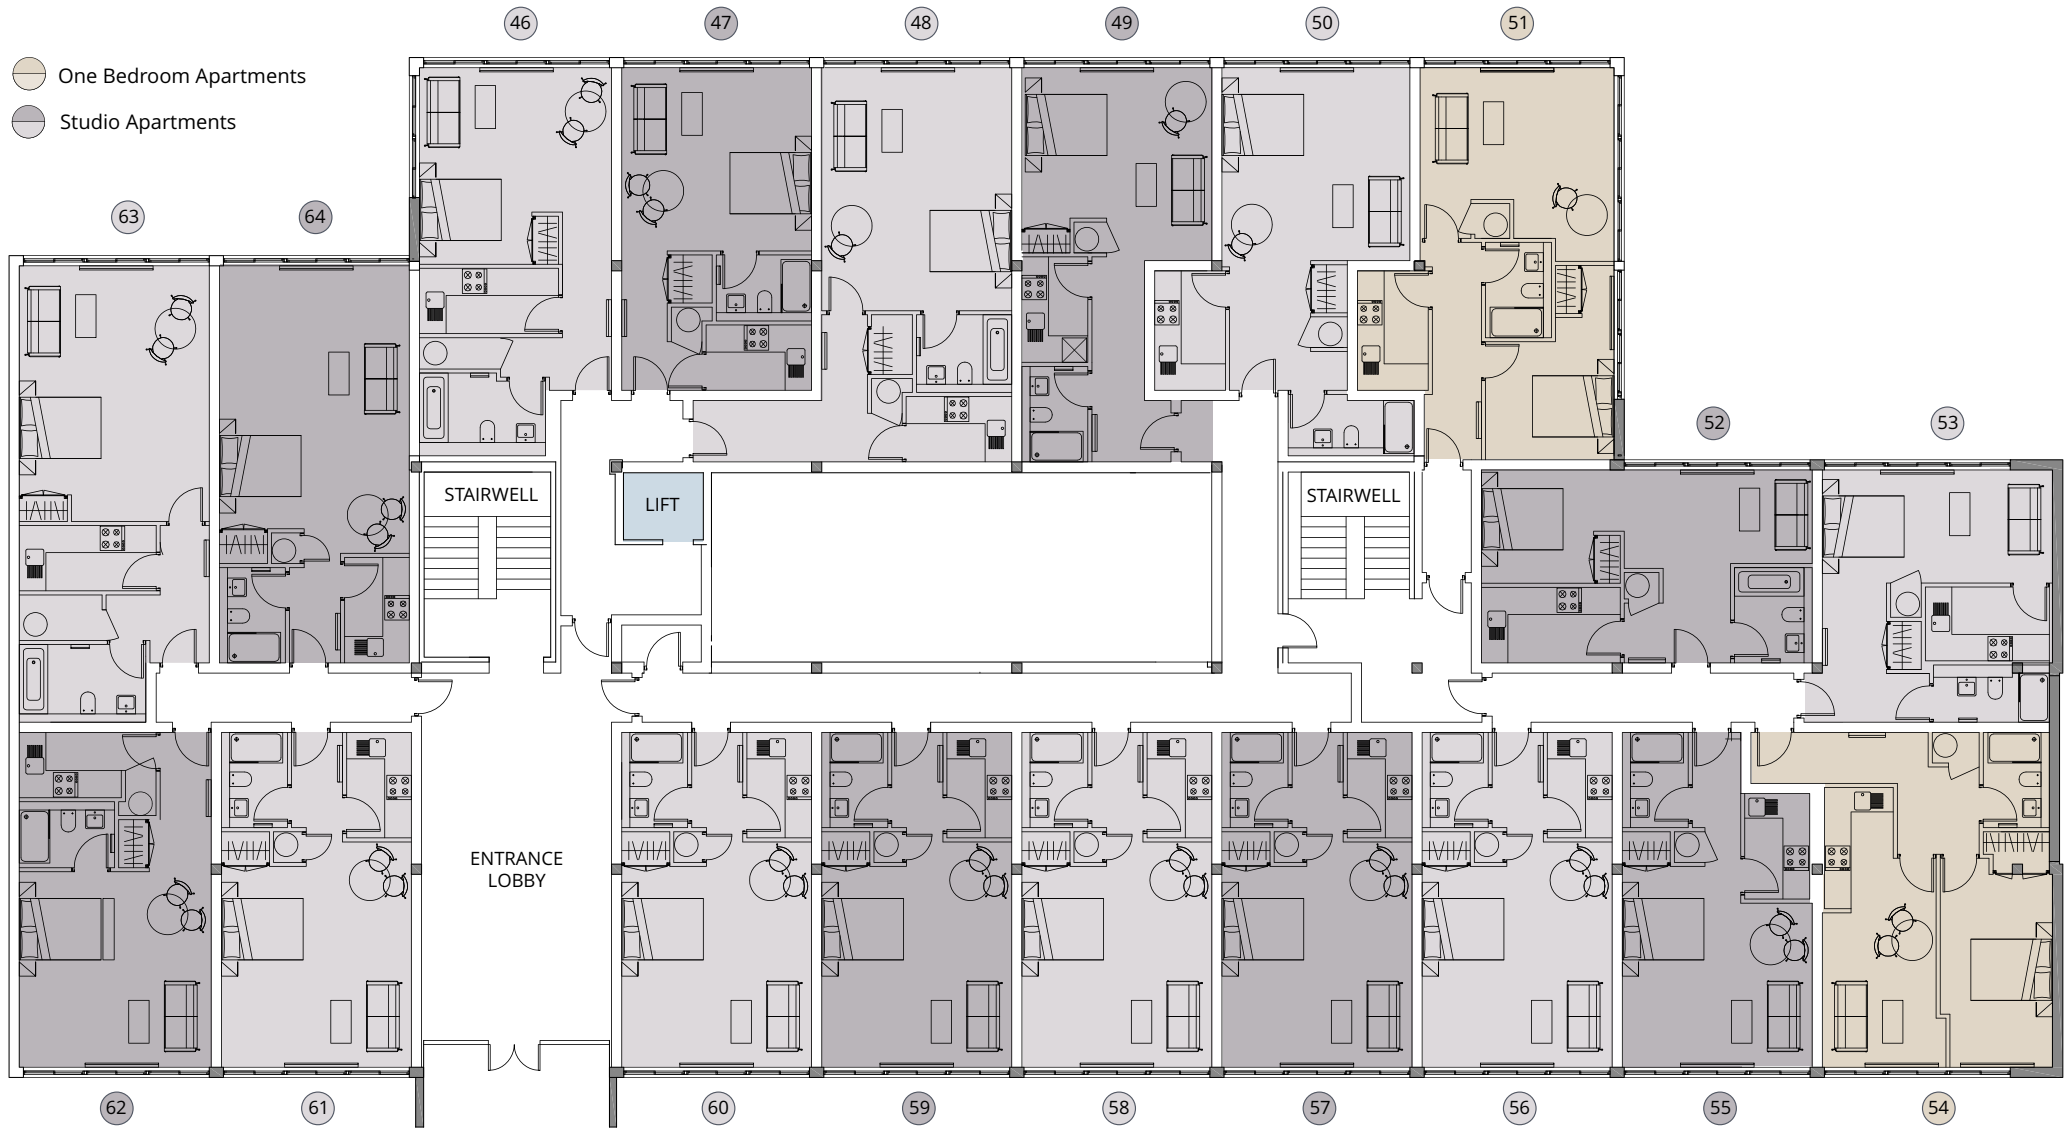 46 47 48 49 50 51
One Bedroom Apartments
Studio Apartments
63 64
52 53
STAIRWELL
LIFT
STAIRWELL
ENTRANCE
LOBBY
62 61 60 59 58 57 56 55 54